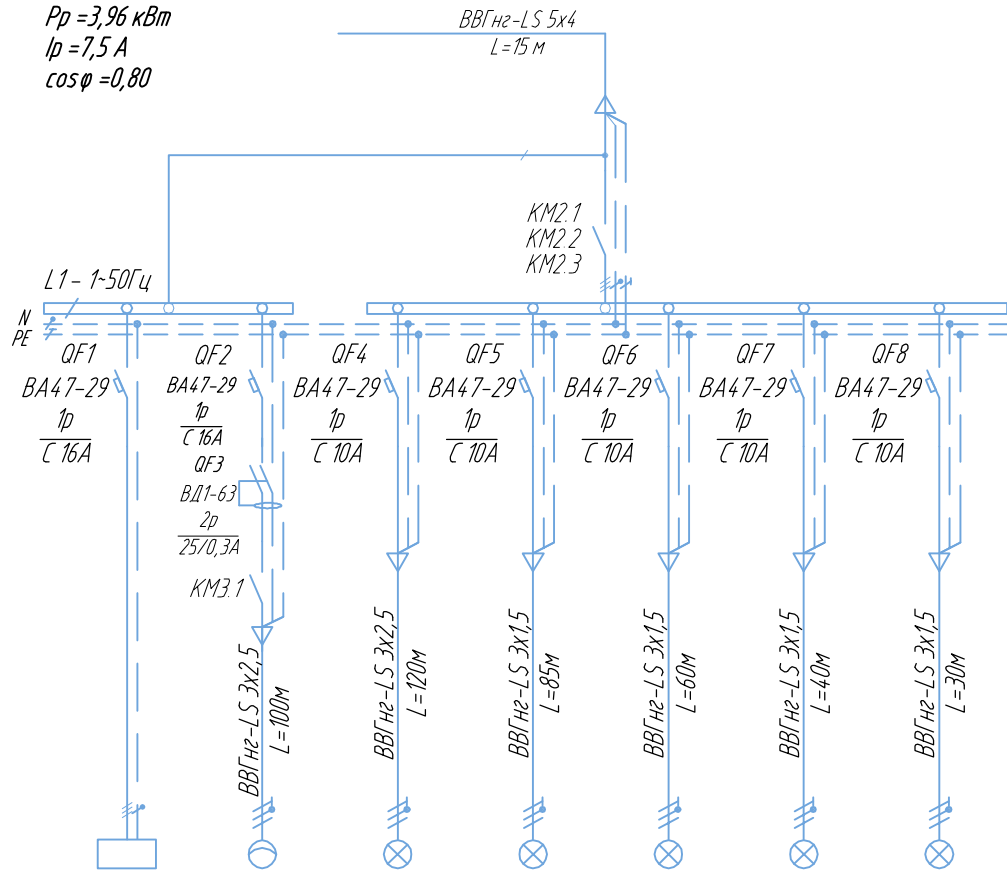 Рр =3,96 кВт
Iр =7,5 А
cosφ =0,80
ВВГнг-LS 5х4
L=15 м
КМ2.1
КМ2.2
КМ2.3
L1 - 1~50Гц
N
PE
QF1
ВА47-29
1р
С 16А
QF2
ВА47-29
1р
С 16А
QF3
ВД1-63
2р
25/0,3А
КМ3.1
QF4
ВА47-29
1р
С 10А
QF5
ВА47-29
1р
С 10А
QF6
ВА47-29
1р
С 10А
QF7
ВА47-29
1р
С 10А
QF8
ВА47-29
1р
С 10А
ВВГнг-LS 3х2,5
L=100м
ВВГнг-LS 3х2,5
L=120м
ВВГнг-LS 3х1,5
L=85м
ВВГнг-LS 3х1,5
L=60м
ВВГнг-LS 3х1,5
L=40м
ВВГнг-LS 3х1,5
L=30м